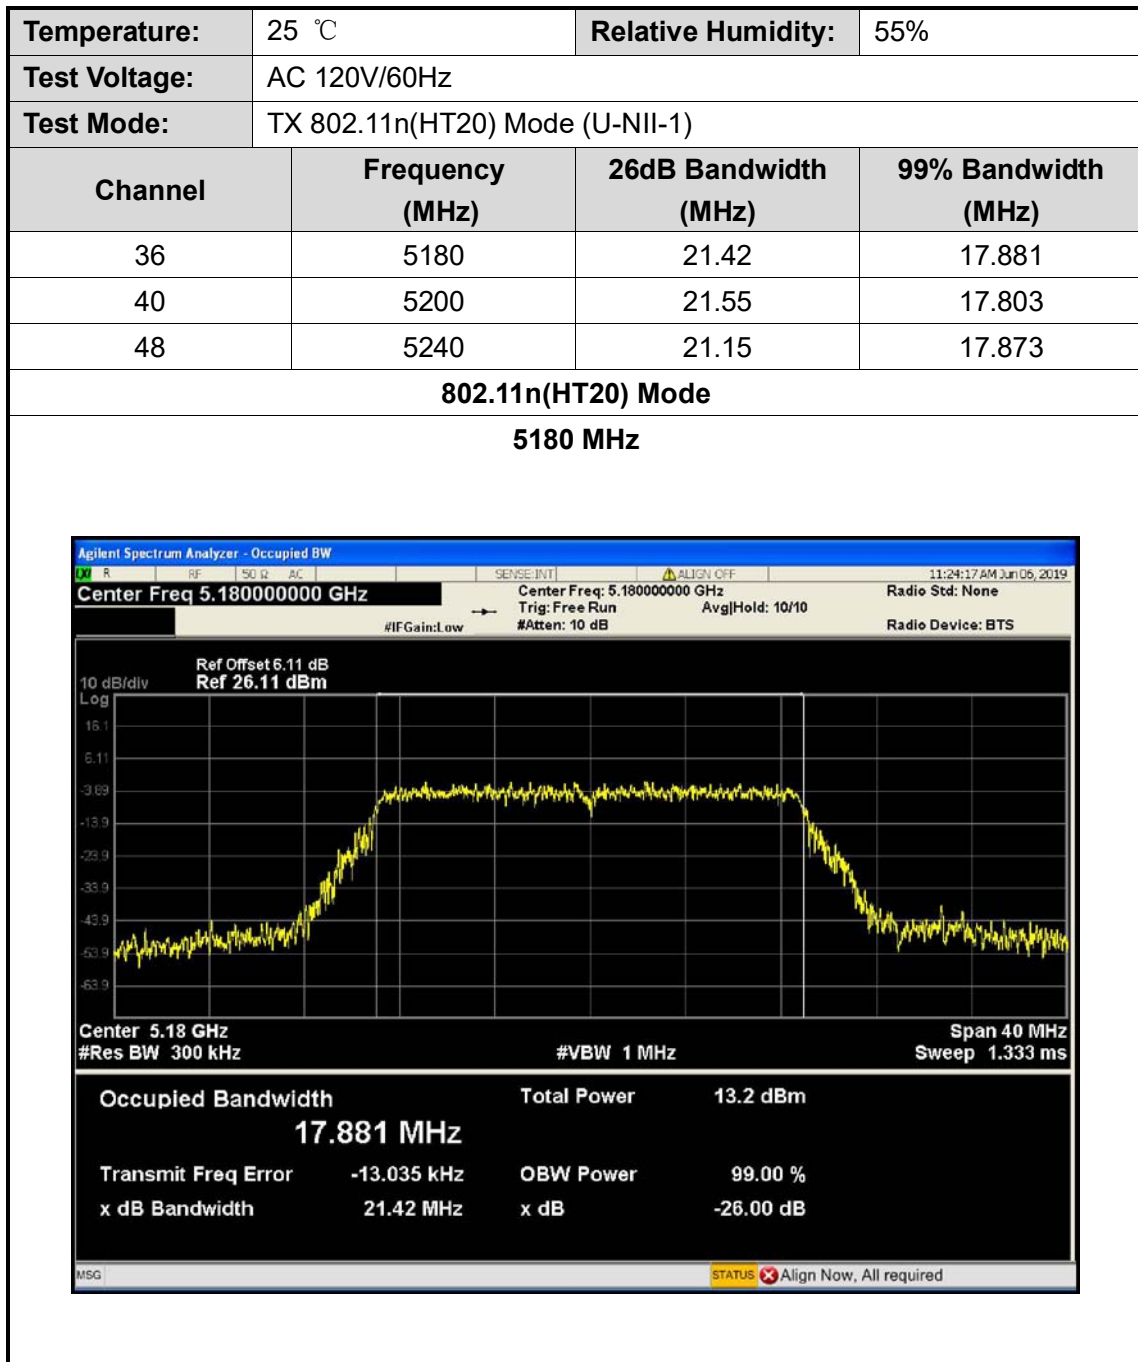 Temperature: 25 ℃ Relative Humidity: 55%
Test Voltage: AC 120V/60Hz
Test Mode: TX 802.11n(HT20) Mode (U-NII-1)
Channel Frequency (MHz) 26dB Bandwidth (MHz) 99% Bandwidth (MHz)
36 5180 21.42 17.881
40 5200 21.55 17.803
48 5240 21.15 17.873
802.11n(HT20) Mode
5180 MHz
Agilent Spectrum Analyzer - Occupied BW
R RF 50 Ω AC SENSE:INT ALIGN OFF 11:24:17 AM Jun 06, 2019
Center Freq 5.180000000 GHz Center Freq: 5.180000000 GHz Radio Std: None
Trig: Free Run Avg|Hold: 10/10
#IFGain:Low #Atten: 10 dB Radio Device: BTS
Ref Offset 6.11 dB
10 dB/div Ref 26.11 dBm
Log
16.1
6.11
-3.89
-13.9
-23.9
-33.9
-43.9
-53.9
-63.9
Center 5.18 GHz Span 40 MHz
#Res BW 300 kHz #VBW 1 MHz Sweep 1.333 ms
Occupied Bandwidth Total Power 13.2 dBm
17.881 MHz
Transmit Freq Error -13.035 kHz OBW Power 99.00 %
x dB Bandwidth 21.42 MHz x dB -26.00 dB
MSG STATUS Align Now, All required